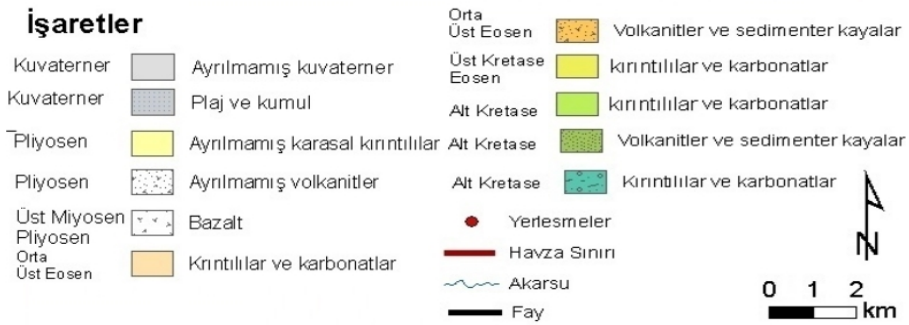 İşaretler
Kuvaterner Ayrılmamış kuvaterner
Kuvaterner Plaj ve kumul
Pliyosen Ayrılmamış karasal kırıntılılar
Pliyosen Ayrılmamış volkanitler
Üst Miyosen
Pliyosen
Bazalt
Orta
Üst Eosen
Krıntılılar ve karbonatlar
Orta
Üst Eosen
Volkanitler ve sedimenter kayalar
Üst Kretase
Eosen
kırıntılılar ve karbonatlar
Alt Kretase kırıntılılar ve karbonatlar
Alt Kretase Volkanitler ve sedimenter kayalar
Alt Kretase Kırıntılılar ve karbonatlar
Yerlesmeler
Havza Sınırı
Akarsu
Fay
N
0 1 2
km